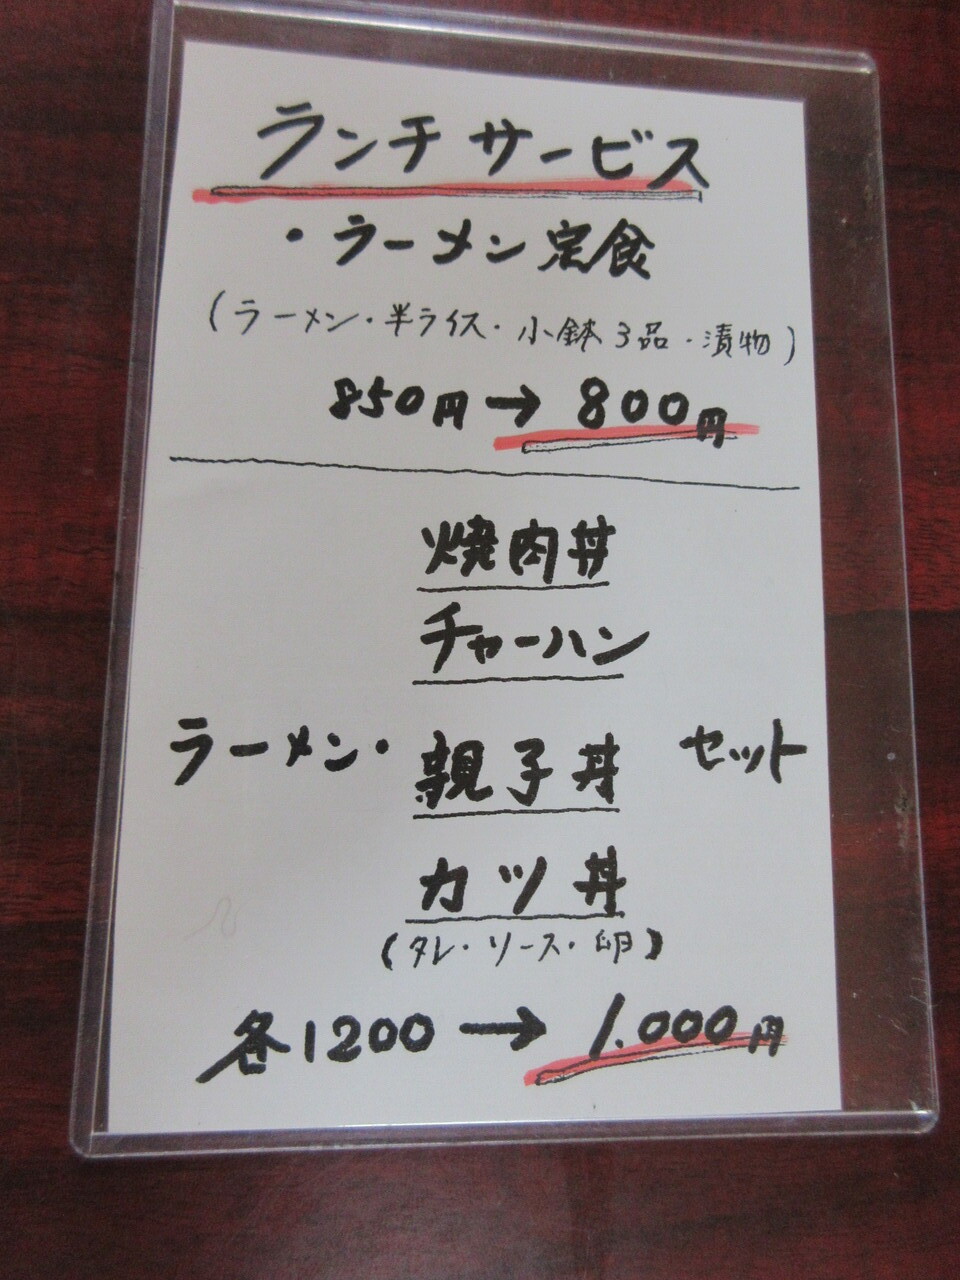 ランチサービス
・ラーメン定食
(ラーメン・半ライス・小鉢3品・漬物)
850円→800円
焼肉丼
チャーハン
ラーメン・親子丼 セット
カツ丼
(タレ・ソース・卵)
各1200→1.000円